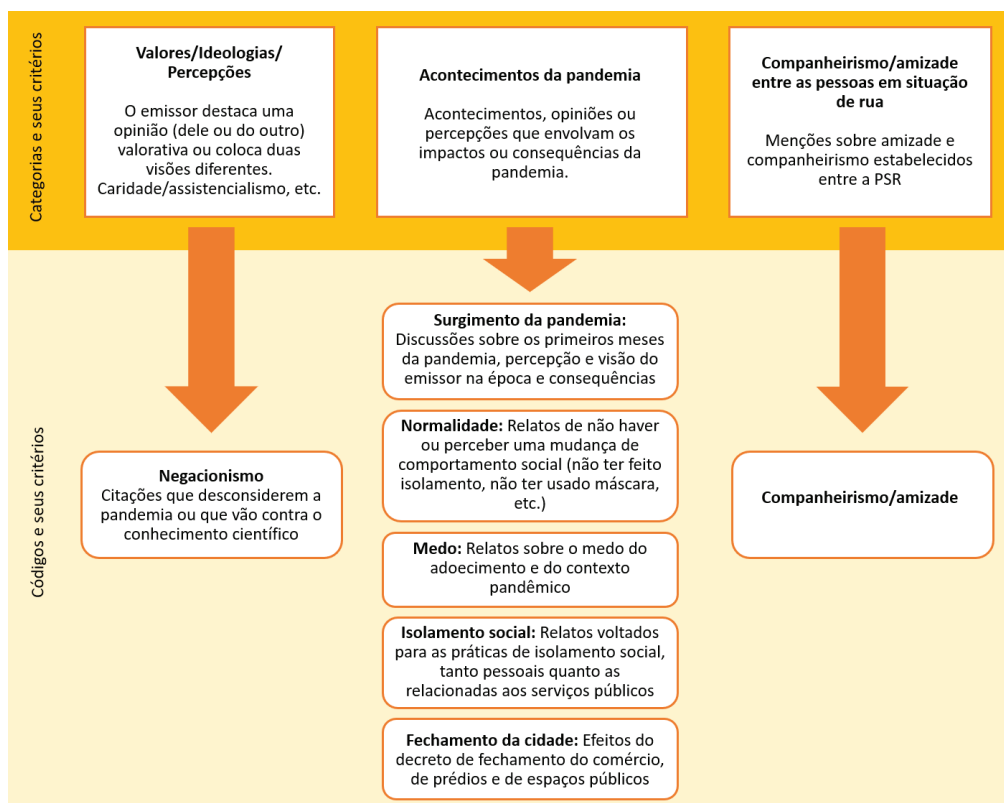 Categorias e seus critérios
Valores/Ideologias/
Percepções
O emissor destaca uma
opinião (dele ou do outro)
valorativa ou coloca duas
visões diferentes.
Caridade/assistencialismo, etc.
Acontecimentos da pandemia
Acontecimentos, opiniões ou
percepções que envolvam os
impactos ou consequências da
pandemia.
Companheirismo/amizade
entre as pessoas em situação
de rua
Menções sobre amizade e
companheirismo estabelecidos
entre a PSR
Códigos e seus critérios
Negacionismo
Citações que desconsiderem a
pandemia ou que vão contra o
conhecimento científico
Surgimento da pandemia:
Discussões sobre os primeiros meses
da pandemia, percepção e visão do
emissor na época e consequências
Normalidade: Relatos de não haver
ou perceber uma mudança de
comportamento social (não ter feito
isolamento, não ter usado máscara,
etc.)
Medo: Relatos sobre o medo do
adoecimento e do contexto
pandêmico
Isolamento social: Relatos voltados
para as práticas de isolamento social,
tanto pessoais quanto as
relacionadas aos serviços públicos
Fechamento da cidade: Efeitos do
decreto de fechamento do comércio,
de prédios e de espaços públicos
Companheirismo/amizade